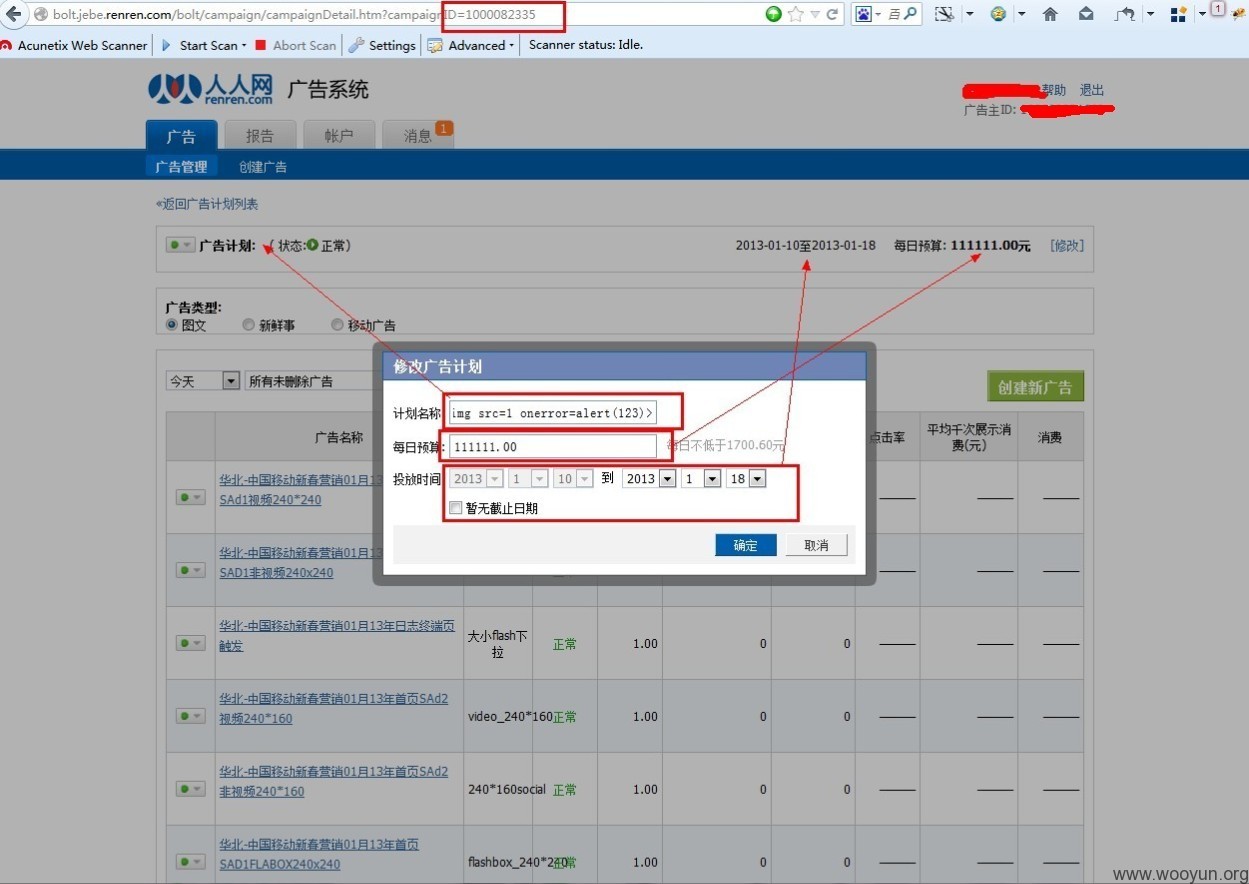 bolt.jebe.renren.com/bolt/campaign/campaignDetail.htm?campaignID=1000082335
1
Acunetix Web Scanner Start Scan Abort Scan Settings Advanced Scanner status: Idle.
人人网 renren.com 广告系统
帮助 退出
广告主ID:
广告 报告 帐户 消息 1
广告管理 创建广告
«返回广告计划列表
广告计划: ( 状态: 正常) 2013-01-10至2013-01-18 每日预算: 111111.00元 [修改]
广告类型:
图文 新鲜事 移动广告
修改广告计划
今天 所有未删除广告 创建新广告
计划名称 img src=1 onerror=alert(123)>
广告名称 点击率 平均千次展示消费(元) 消费
每日预算: 111111.00 每日不低于1700.60元
投放时间 2013 1 10 到 2013 1 18
暂无截止日期
确定 取消
华北-中国移动新春营销01月13
SAd1视频240*240
华北-中国移动新春营销01月13
SAD1非视频240x240
华北-中国移动新春营销01月13年日志终端页
触发
大小flash下
拉
正常 1.00 0 0
华北-中国移动新春营销01月13年首页SAd2
视频240*160
video_240*160 正常 1.00 0 0
华北-中国移动新春营销01月13年首页SAd2
非视频240*160
240*160social 正常 1.00 0 0
华北-中国移动新春营销01月13年首页
SAD1FLABOX240x240
flashbox_240*240 正常 1.00 0 0
www.wooyun.org